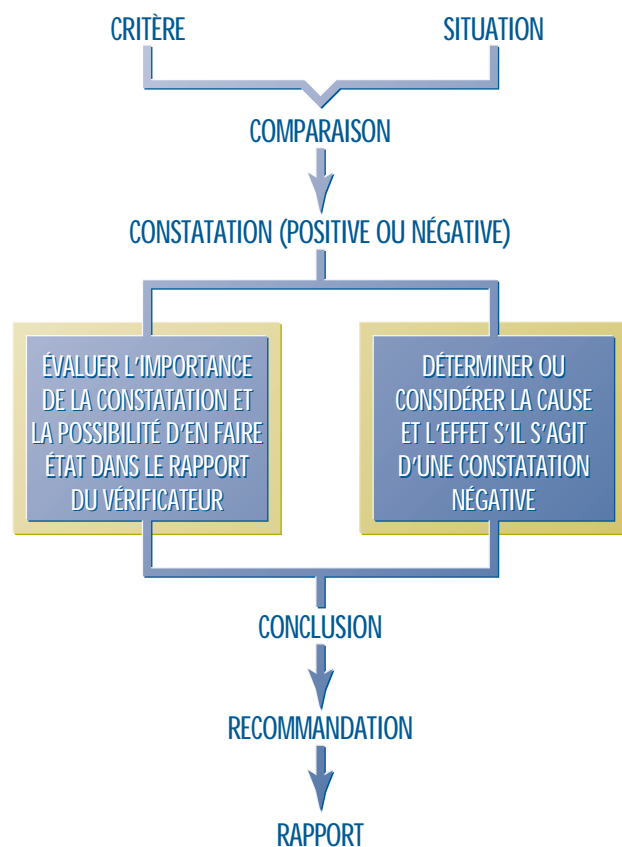 CRITÈRE
SITUATION
COMPARAISON
CONSTATATION (POSITIVE OU NÉGATIVE)
ÉVALUER L'IMPORTANCE
DE LA CONSTATATION ET
LA POSSIBILITÉ D'EN FAIRE
ÉTAT DANS LE RAPPORT
DU VÉRIFICATEUR
DÉTERMINER OU
CONSIDÉRER LA CAUSE
ET L'EFFET S'IL S'AGIT
D'UNE CONSTATATION
NÉGATIVE
CONCLUSION
RECOMMANDATION
RAPPORT